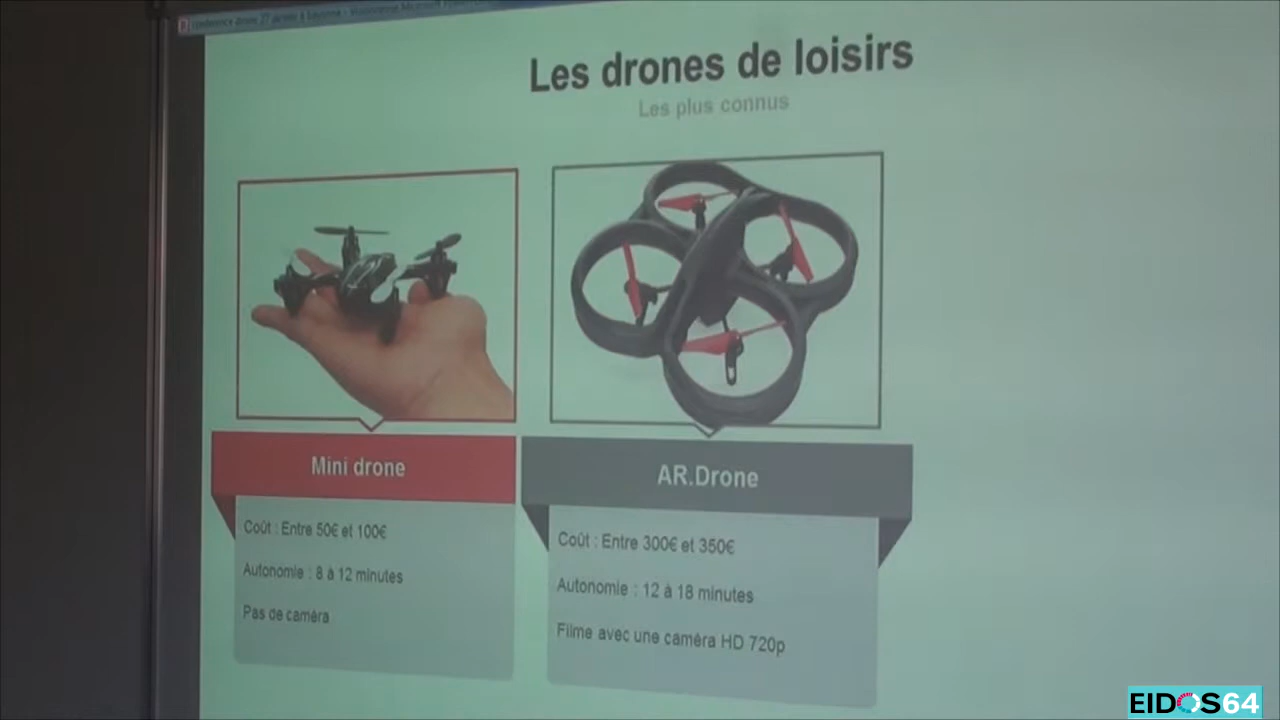 Les drones de loisirs
Les plus connus
Mini drone
Coût : Entre 50€ et 100€
Autonomie : 8 à 12 minutes
Pas de caméra
AR.Drone
Coût : Entre 300€ et 350€
Autonomie : 12 à 18 minutes
Filme avec une caméra HD 720p
EIDOS64